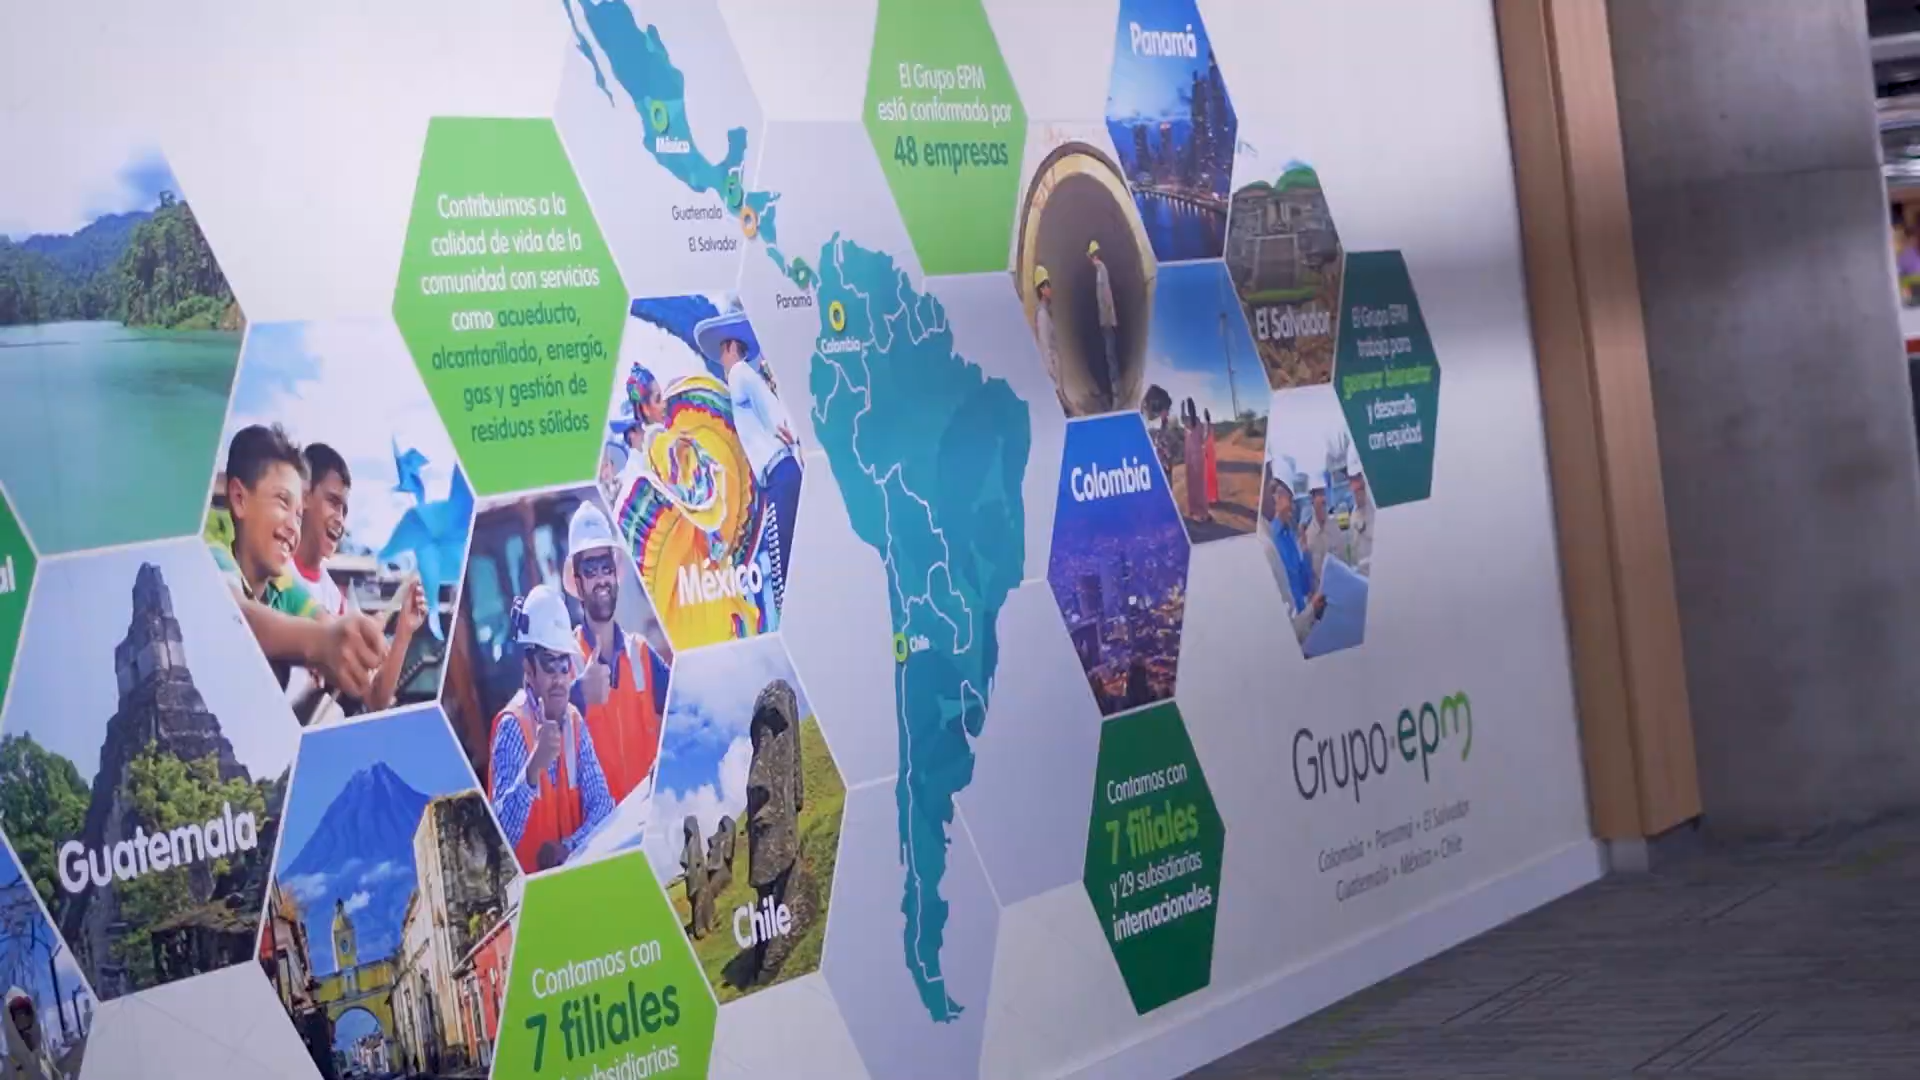 al
Guatemala
Contribuimos a la
calidad de vida de la
comunidad con servicios
como acueducto,
alcantarillado, energía,
gas y gestión de
residuos sólidos
México
Guatemala
El Salvador
Panamá
Colombia
Chile
El Grupo EPM
está conformado por
48 empresas
Panamá
El Salvador
El Grupo EPM
trabaja para
generar bienestar
y desarrollo
con equidad
México
Colombia
Chile
Contamos con
7 filiales
subsidiarias
Contamos con
7 filiales
y 29 subsidiarias
internacionales
Grupo·epm
Colombia • Panamá • El Salvador
Guatemala • México • Chile